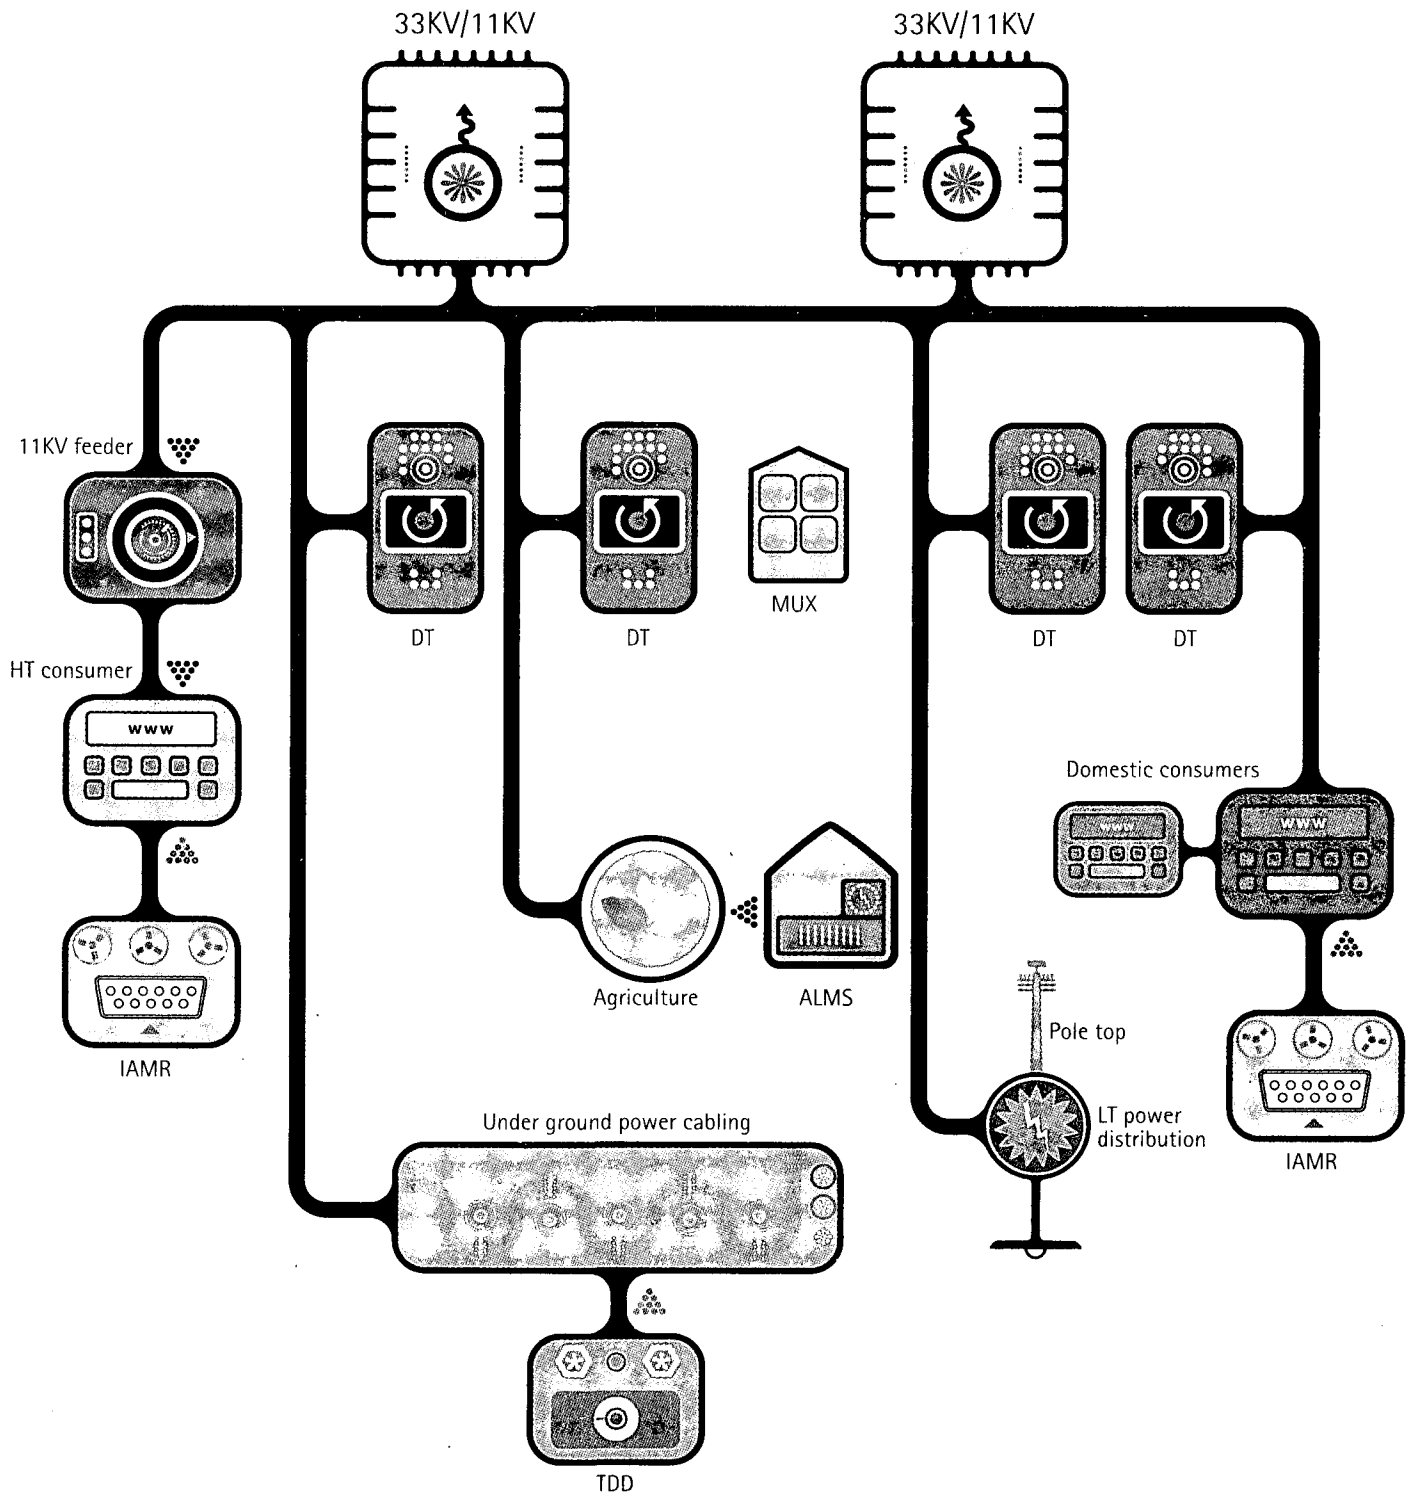 33KV/11KV
33KV/11KV
11KV feeder
DT
DT
MUX
DT
DT
HT consumer
www
Domestic consumers
www
www
Agriculture
ALMS
IAMR
Pole top
LT power
distribution
IAMR
Under ground power cabling
TDD